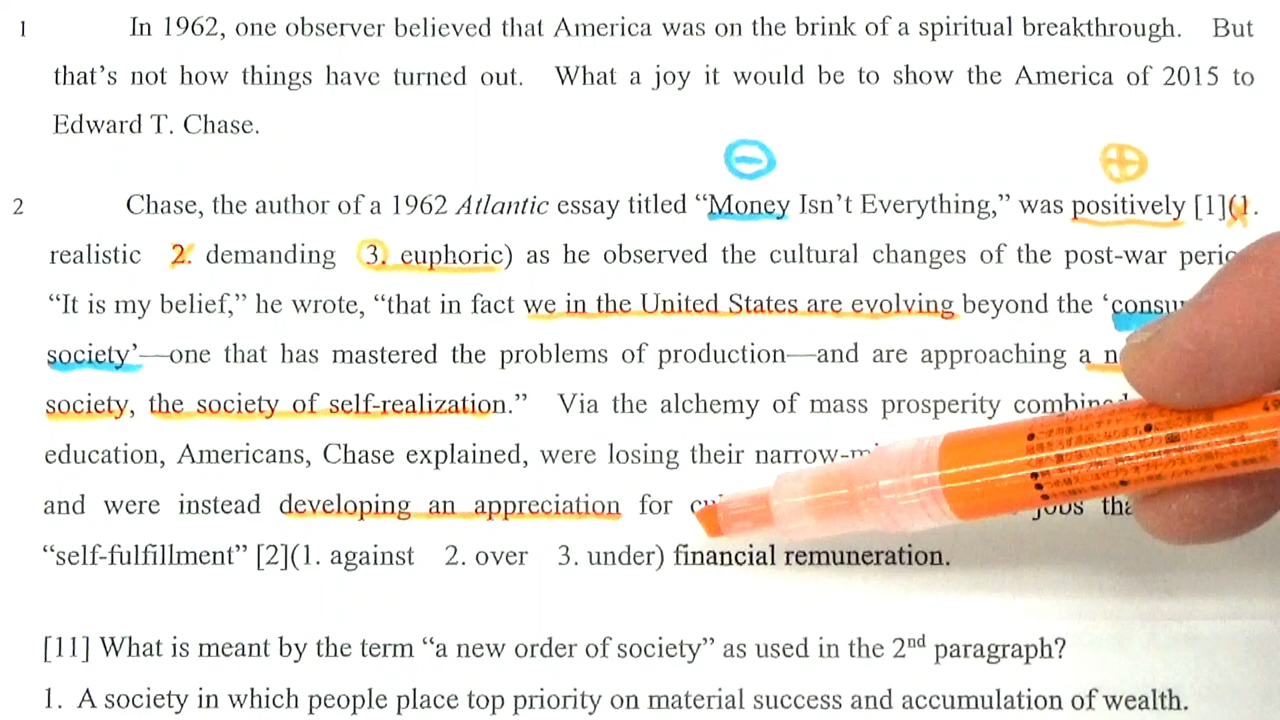 1 In 1962, one observer believed that America was on the brink of a spiritual breakthrough. But
that's not how things have turned out. What a joy it would be to show the America of 2015 to
Edward T. Chase.
2 Chase, the author of a 1962 Atlantic essay titled “Money Isn't Everything,” was positively [1](1.
realistic 2. demanding 3. euphoric) as he observed the cultural changes of the post-war
“It is my belief,” he wrote, “that in fact we in the United States are evolving beyond the
society’—one that has mastered the problems of production—and are approaching a
society, the society of self-realization.” Via the alchemy of mass prosperity
education, Americans, Chase explained, were losing their
and were instead developing an appreciation for
“self-fulfillment” [2](1. against 2. over 3. under) financial remuneration.
[11] What is meant by the term “a new order of society” as used in the 2nd paragraph?
1. A society in which people place top priority on material success and accumulation of wealth.